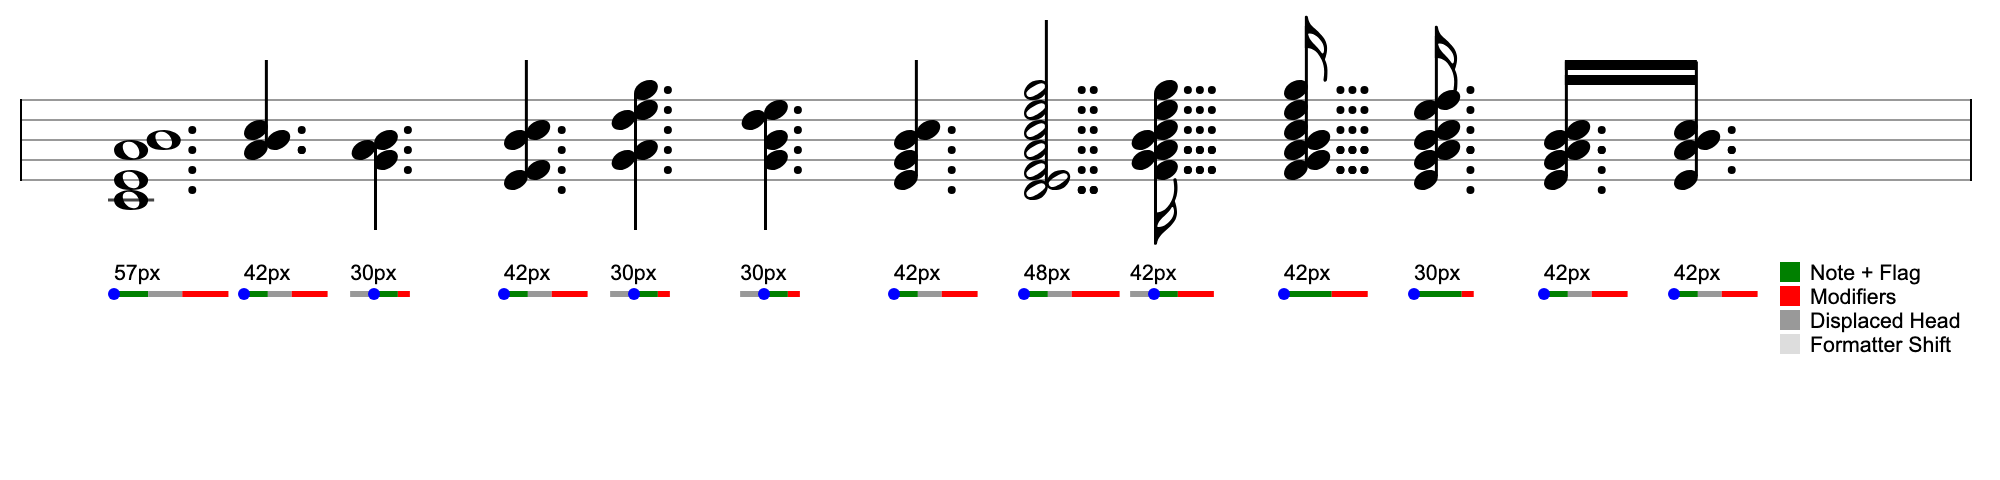 57px 42px 30px 42px 30px 30px 42px 48px 42px 42px 30px 42px 42px
Note + Flag
Modifiers
Displaced Head
Formatter Shift